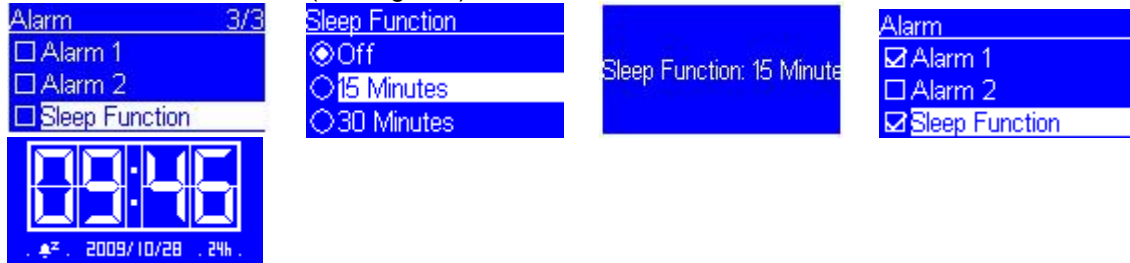 Alarm 3/3
Alarm 1
Alarm 2
Sleep Function
Sleep Function
Off
15 Minutes
30 Minutes
Sleep Function: 15 Minute
Alarm
Alarm 1
Alarm 2
Sleep Function
09:46
z 2009/10/28 . 24h .